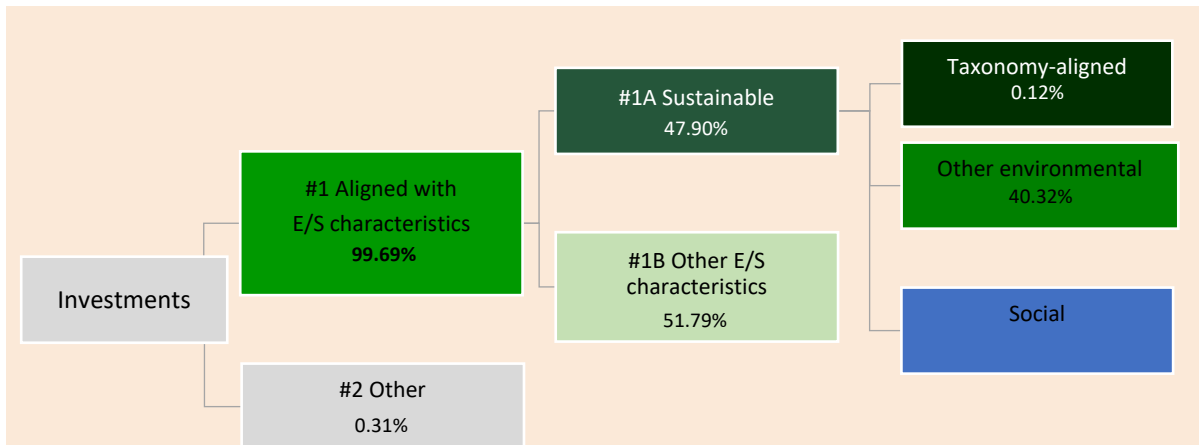 Investments
#1 Aligned with
E/S characteristics
99.69%
#2 Other
0.31%
#1A Sustainable
47.90%
#1B Other E/S
characteristics
51.79%
Taxonomy-aligned
0.12%
Other environmental
40.32%
Social